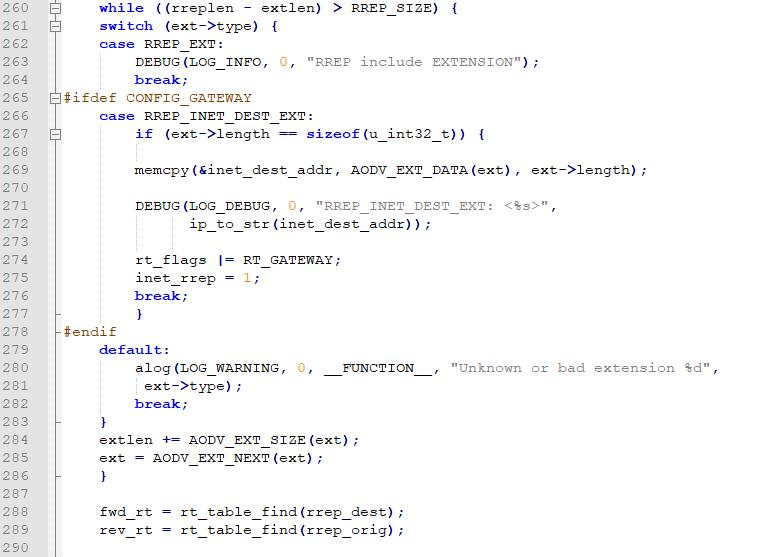 260 while ((rreplen - extlen) > RREP_SIZE) {
261 switch (ext->type) {
262 case RREP_EXT:
263 DEBUG(LOG_INFO, 0, "RREP include EXTENSION");
264 break;
265 #ifdef CONFIG_GATEWAY
266 case RREP_INET_DEST_EXT:
267 if (ext->length == sizeof(u_int32_t)) {
268
269 memcpy(&inet_dest_addr, AODV_EXT_DATA(ext), ext->length);
270
271 DEBUG(LOG_DEBUG, 0, "RREP_INET_DEST_EXT: <%s>",
272 ip_to_str(inet_dest_addr));
273
274 rt_flags |= RT_GATEWAY;
275 inet_rrep = 1;
276 break;
277 }
278 #endif
279 default:
280 alog(LOG_WARNING, 0, __FUNCTION__, "Unknown or bad extension %d",
281 ext->type);
282 break;
283 }
284 extlen += AODV_EXT_SIZE(ext);
285 ext = AODV_EXT_NEXT(ext);
286 }
287
288 fwd_rt = rt_table_find(rrep_dest);
289 rev_rt = rt_table_find(rrep_orig);
290